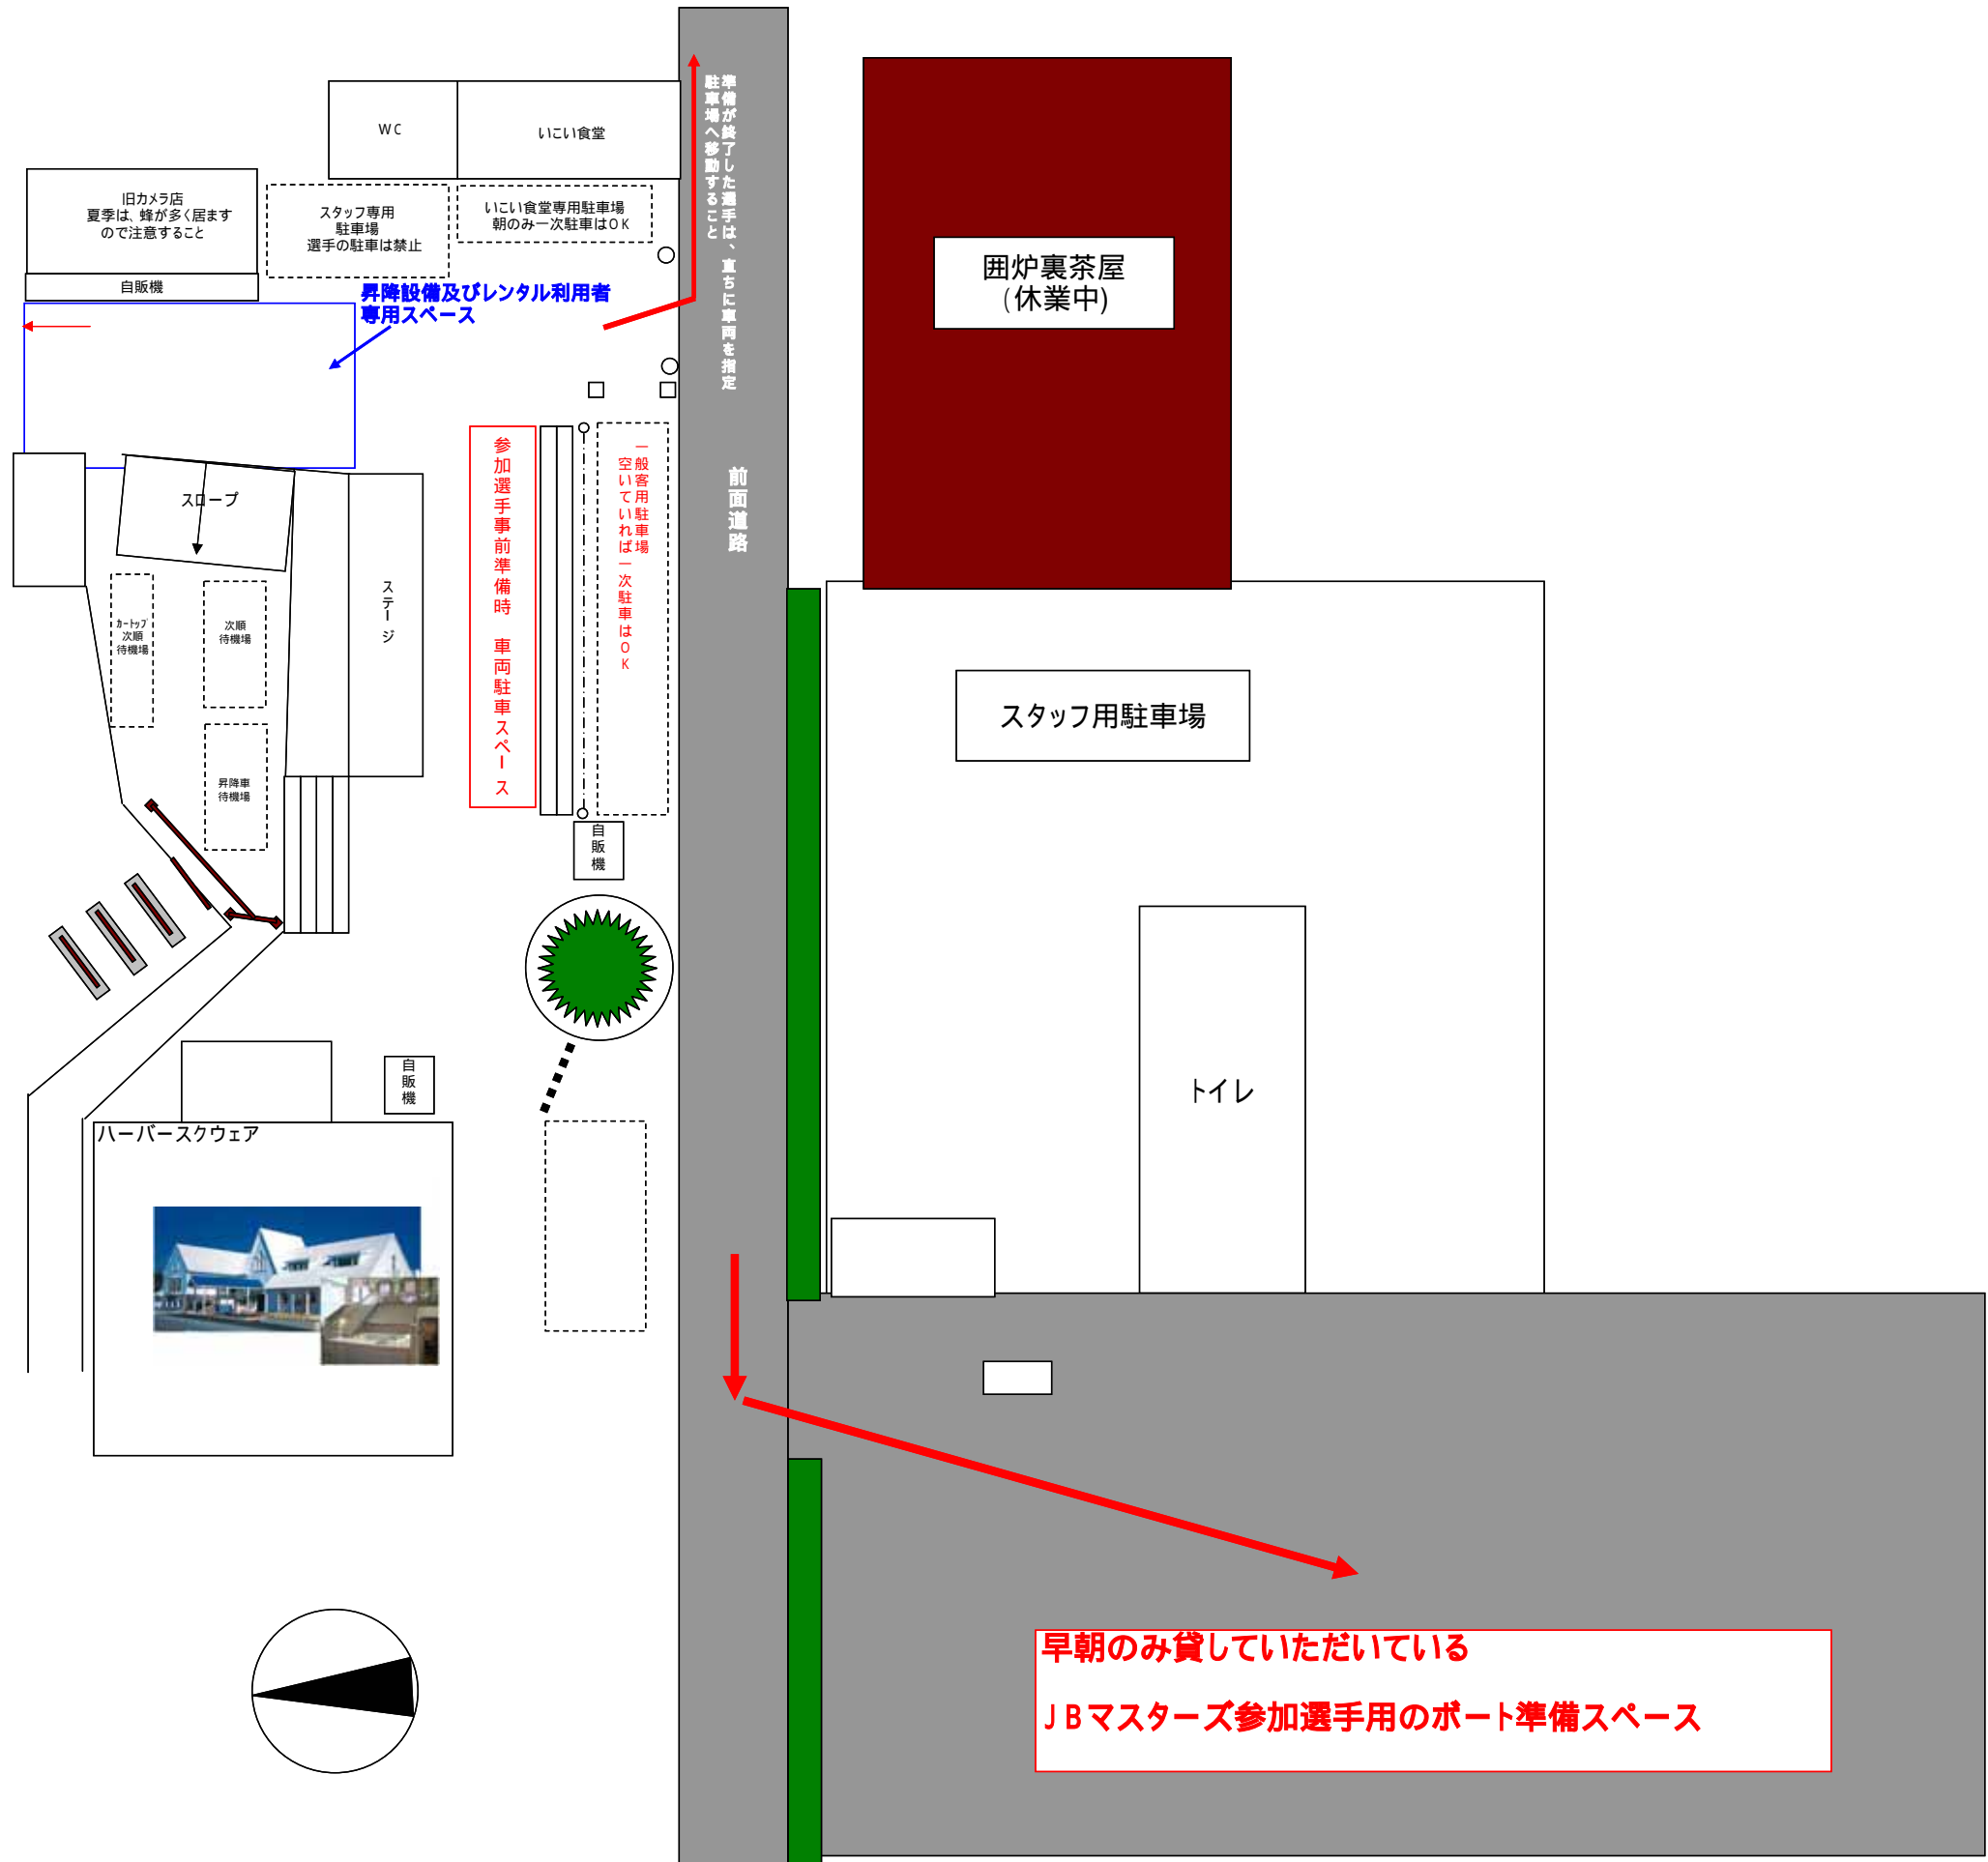 準備が終了した選手は、直ちに車両を指定
駐車場へ移動すること
WC
いこい食堂
旧カメラ店
夏季は、蜂が多く居ます
ので注意すること
スタッフ専用
駐車場
選手の駐車は禁止
いこい食堂専用駐車場
朝のみ一次駐車はOK
自販機
昇降設備及びレンタル利用者
専用スペース
囲炉裏茶屋
(休業中)
参加選手事前準備時 車両駐車スペース
一般客用駐車場
空いていれば一次駐車はOK
前面道路
スロープ
ステージ
カートップ
次順
待機場
次順
待機場
昇降車
待機場
スタッフ用駐車場
自販機
トイレ
自販機
ハーバースクウェア
早朝のみ貸していただいている
JBマスターズ参加選手用のボート準備スペース